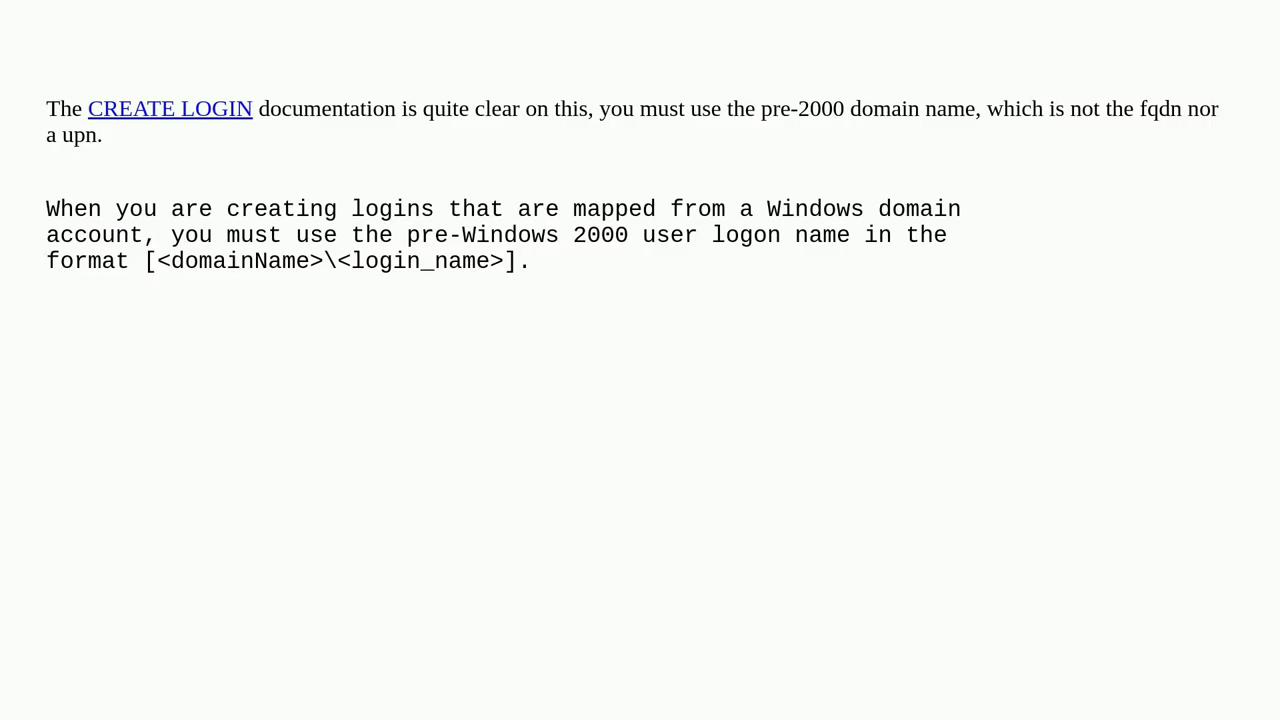 The CREATE LOGIN documentation is quite clear on this, you must use the pre-2000 domain name, which is not the fqdn nor
a upn.
When you are creating logins that are mapped from a Windows domain
account, you must use the pre-Windows 2000 user logon name in the
format [<domainName>\<login_name>].